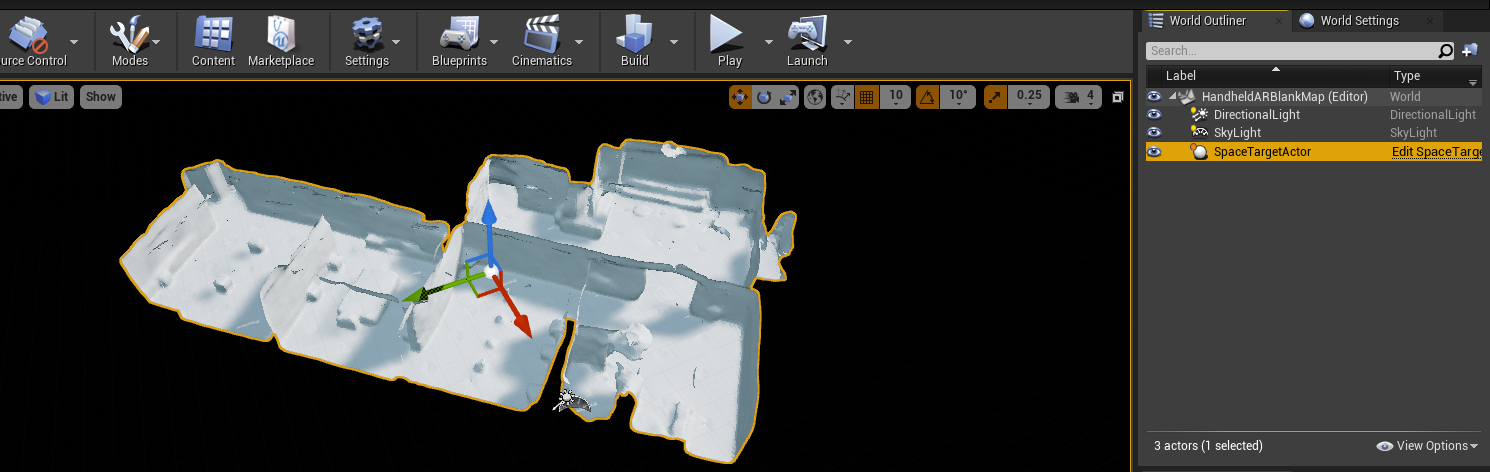 World Outliner World Settings
Search...
urce Control Modes Content Marketplace Settings Blueprints Cinematics Build Play Launch
Label Type
tive Lit Show 10 10° 0.25 4
HandheldARBlankMap (Editor) World
DirectionalLight DirectionalLight
SkyLight SkyLight
SpaceTargetActor Edit SpaceTarge
3 actors (1 selected) View Options